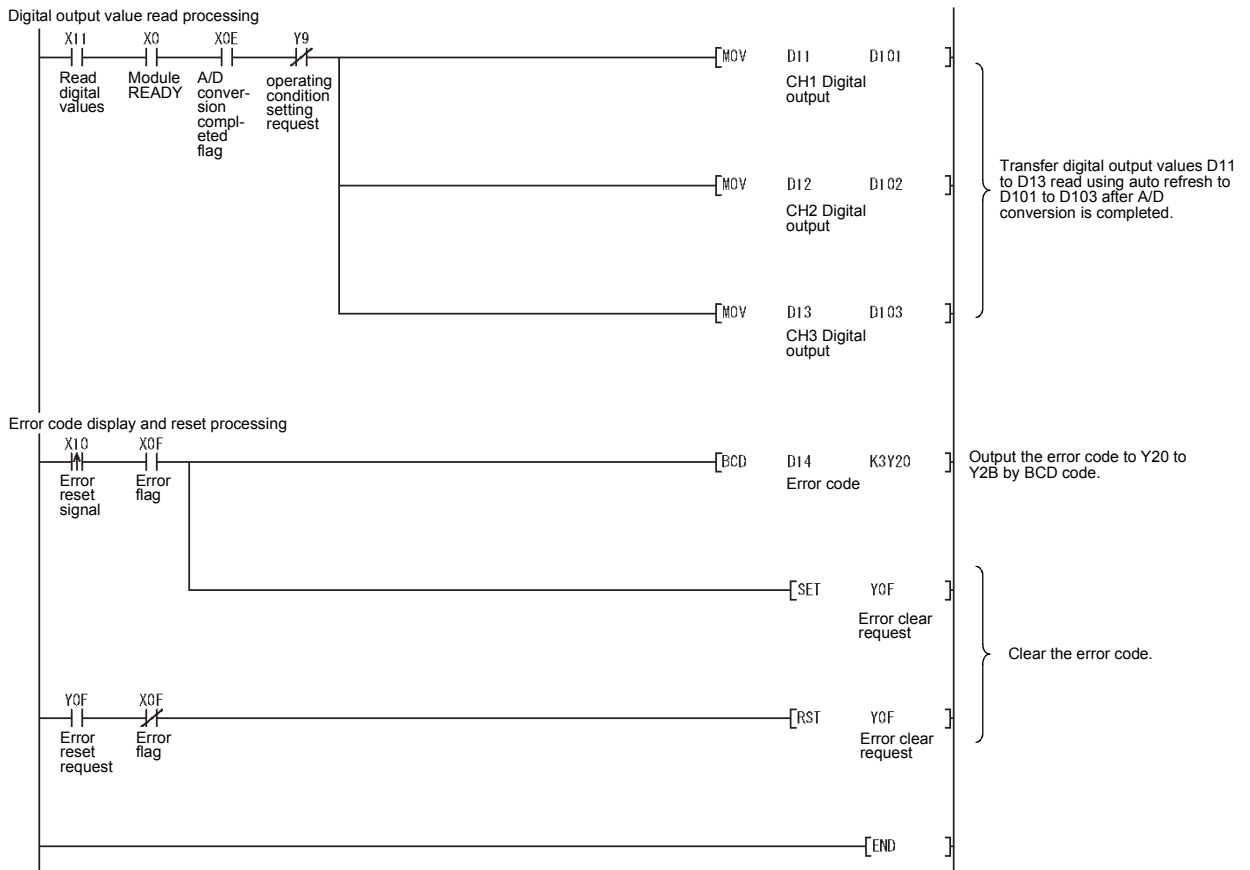 Digital output value read processing
X11 X0 X0E Y9
Read
digital
values
Module
READY
A/D
conver-
sion
compl-
eted
flag
operating
condition
setting
request
[MOV D11 D101 ]
CH1 Digital
output
[MOV D12 D102 ]
CH2 Digital
output
[MOV D13 D103 ]
CH3 Digital
output
Transfer digital output values D11
to D13 read using auto refresh to
D101 to D103 after A/D
conversion is completed.
Error code display and reset processing
X10 X0F
Error
reset
signal
Error
flag
[BCD D14 K3Y20 ]
Error code
Output the error code to Y20 to
Y2B by BCD code.
[SET Y0F ]
Error clear
request
Clear the error code.
Y0F X0F
Error
reset
request
Error
flag
[RST Y0F ]
Error clear
request
[END ]